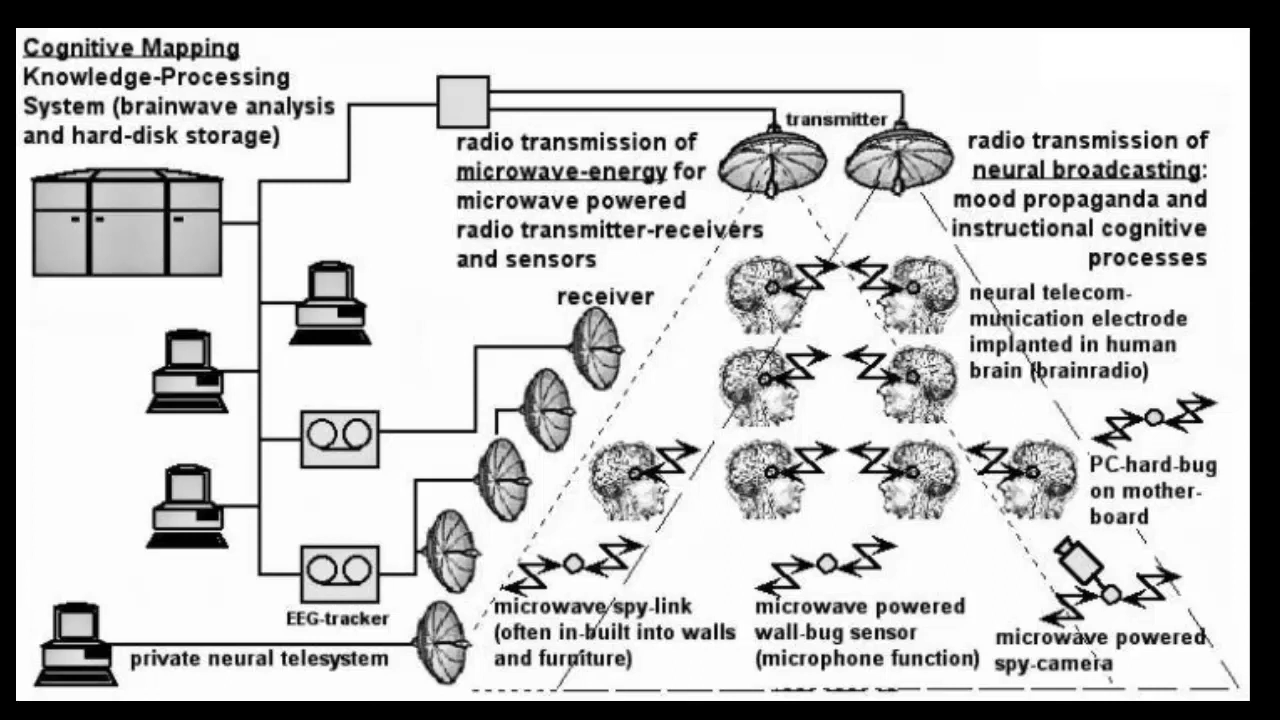 Cognitive Mapping
Knowledge-Processing
System (brainwave analysis
and hard-disk storage)
transmitter
radio transmission of
microwave-energy for
microwave powered
radio transmitter-receivers
and sensors
radio transmission of
neural broadcasting:
mood propaganda and
instructional cognitive
processes
receiver
neural telecom-
munication electrode
implanted in human
brain (brainradio)
PC-hard-bug
on mother-
board
EEG-tracker
private neural telesystem
microwave spy-link
(often in-built into walls
and furniture)
microwave powered
wall-bug sensor
(microphone function)
microwave powered
spy-camera